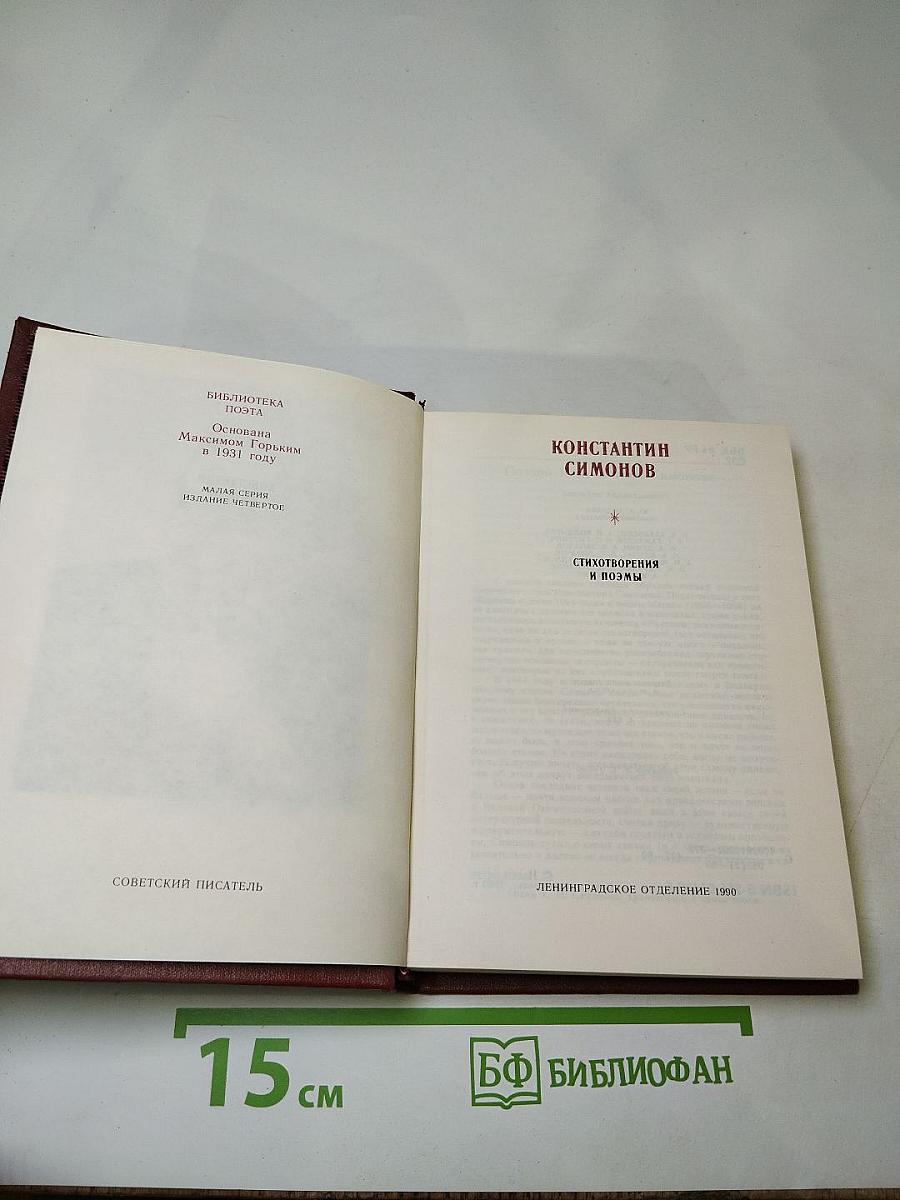 БИБЛИОТЕКА
ПОЭТА
Основана
Максимом Горьким
в 1931 году
МАЛАЯ СЕРИЯ
ИЗДАНИЕ ЧЕТВЕРТОЕ
СОВЕТСКИЙ ПИСАТЕЛЬ
КОНСТАНТИН
СИМОНОВ
СТИХОТВОРЕНИЯ
И ПОЭМЫ
ЛЕНИНГРАДСКОЕ ОТДЕЛЕНИЕ 1990
15 см
БФ БИБЛИОФАН